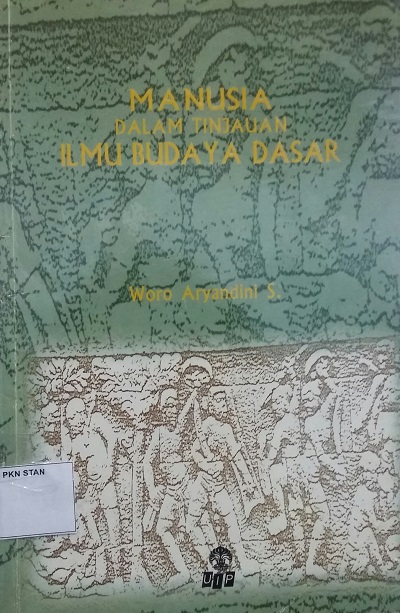 MANUSIA
DALAM TINJAUAN
ILMU BUDAYA DASAR
Woro Aryandini S.
PKN STAN
UIP